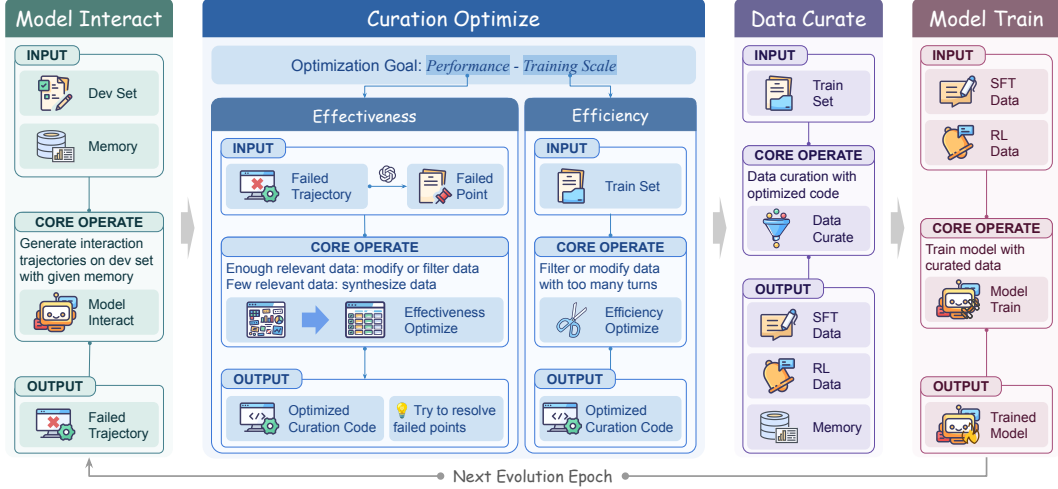 Model Interact
INPUT
Dev Set
Memory
CORE OPERATE
Generate interaction
trajectories on dev set
with given memory
Model
Interact
OUTPUT
Failed
Trajectory
Curation Optimize
Optimization Goal: Performance - Training Scale
Effectiveness
INPUT
Failed
Trajectory
Failed
Point
CORE OPERATE
Enough relevant data: modify or filter data
Few relevant data: synthesize data
Effectiveness
Optimize
OUTPUT
Optimized
Curation Code
Try to resolve
failed points
Efficiency
INPUT
Train Set
CORE OPERATE
Filter or modify data
with too many turns
Efficiency
Optimize
OUTPUT
Optimized
Curation Code
Data Curate
INPUT
Train
Set
CORE OPERATE
Data curation with
optimized code
Data
Curate
OUTPUT
SFT
Data
RL
Data
Memory
Model Train
INPUT
SFT
Data
RL
Data
CORE OPERATE
Train model with
curated data
Model
Train
OUTPUT
Trained
Model
Next Evolution Epoch